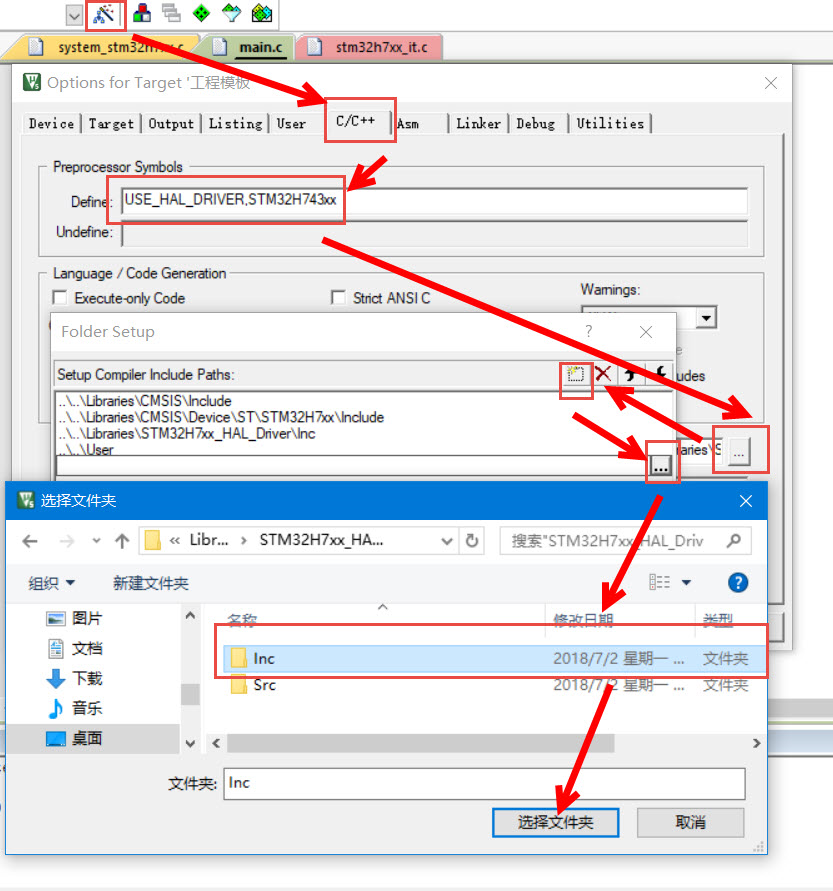 system_stm32h7xx.c main.c stm32h7xx_it.c
Options for Target '工程模板
Device Target Output Listing User C/C++ Asm Linker Debug Utilities
Preprocessor Symbols
Define: USE_HAL_DRIVER,STM32H743xx
Undefine:
Language / Code Generation
Execute-only Code Strict ANSI C Warnings:
Folder Setup ?
Setup Compiler Include Paths: udes
..\..\Libraries\CMSIS\Include
..\..\Libraries\CMSIS\Device\ST\STM32H7xx\Include
..\..\Libraries\STM32H7xx_HAL_Driver\Inc
..\..\User
raries\S ...
...
选择文件夹
« Libr... › STM32H7xx_HA... 搜索"STM32H7xx_HAL_Driv
组织 新建文件夹 ?
图片 名称 修改日期 类型
文档
Inc 2018/7/2 星期一 ... 文件夹
下载
Src 2018/7/2 星期一 ... 文件夹
音乐
桌面
文件夹: Inc
选择文件夹 取消